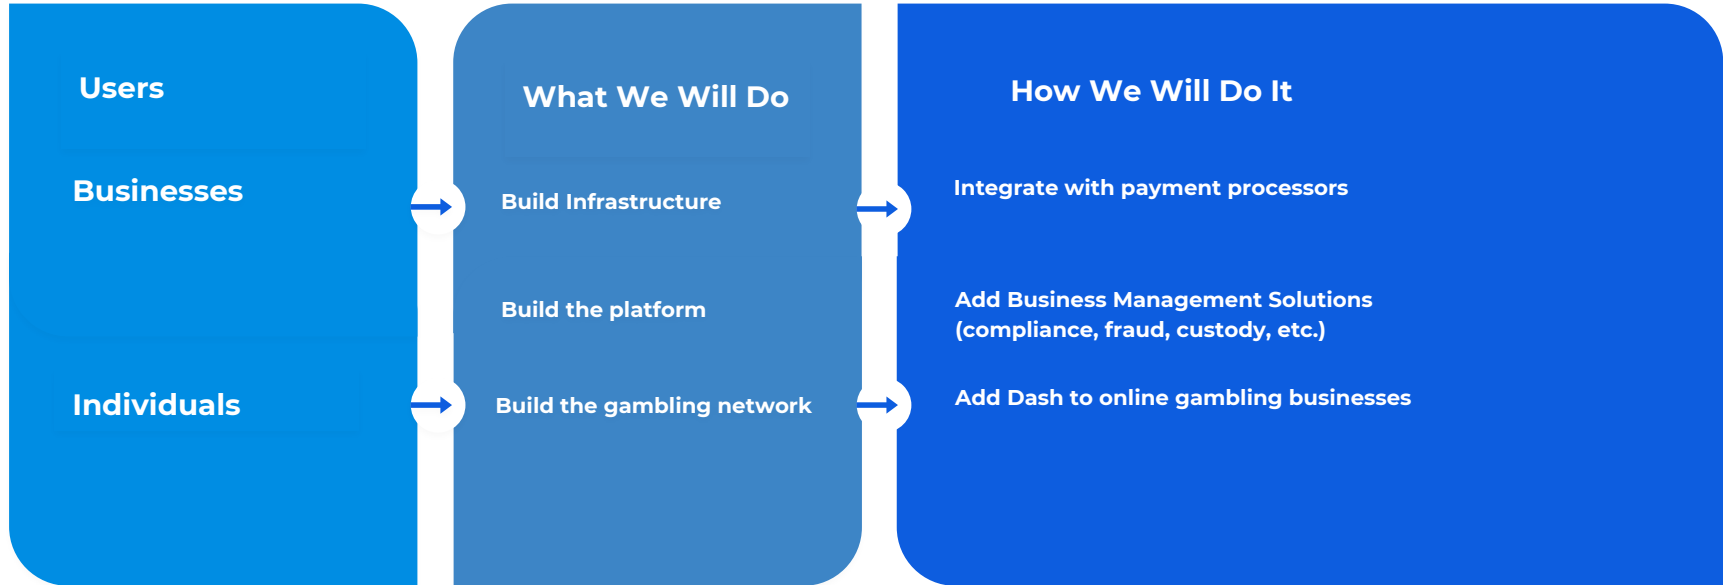 Users
Businesses
Individuals
What We Will Do
Build Infrastructure
Build the platform
Build the gambling network
How We Will Do It
Integrate with payment processors
Add Business Management Solutions
(compliance, fraud, custody, etc.)
Add Dash to online gambling businesses